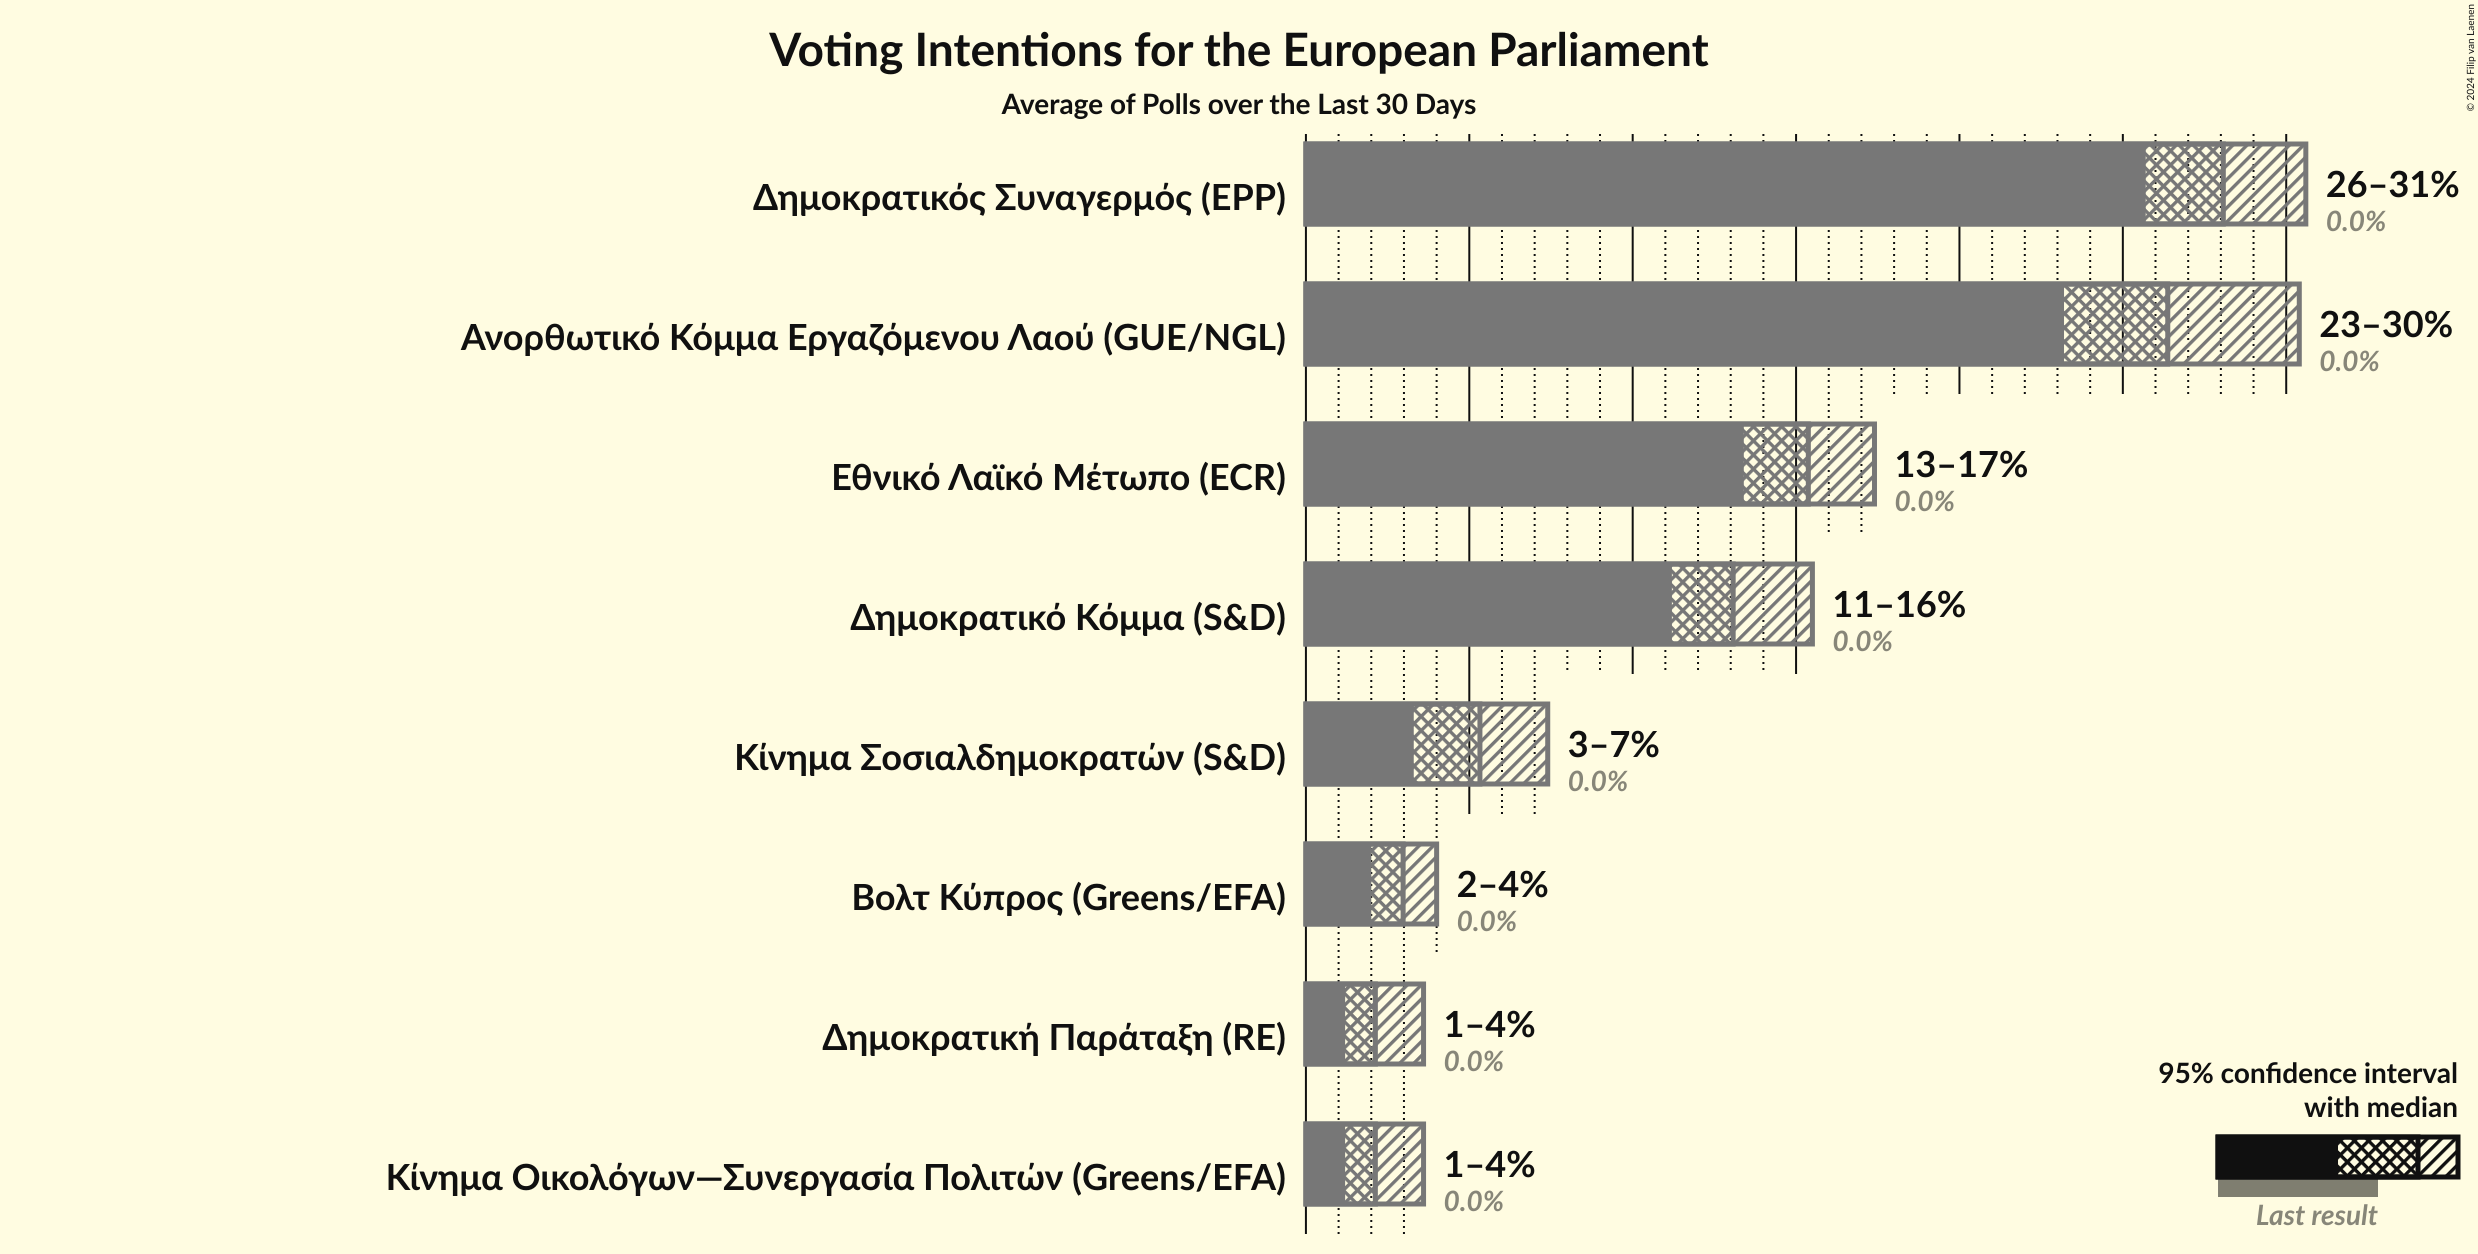 Voting Intentions for the European Parliament
Average of Polls over the Last 30 Days
© 2024 Filip van Laenen
Δημοκρατικός Συναγερμός (EPP)
26–31%
0.0%
Ανορθωτικό Κόμμα Εργαζόμενου Λαού (GUE/NGL)
23–30%
0.0%
Εθνικό Λαϊκό Μέτωπο (ECR)
13–17%
0.0%
Δημοκρατικό Κόμμα (S&D)
11–16%
0.0%
Κίνημα Σοσιαλδημοκρατών (S&D)
3–7%
0.0%
Βολτ Κύπρος (Greens/EFA)
2–4%
0.0%
Δημοκρατική Παράταξη (RE)
1–4%
0.0%
Κίνημα Οικολόγων—Συνεργασία Πολιτών (Greens/EFA)
1–4%
0.0%
95% confidence interval
with median
Last result